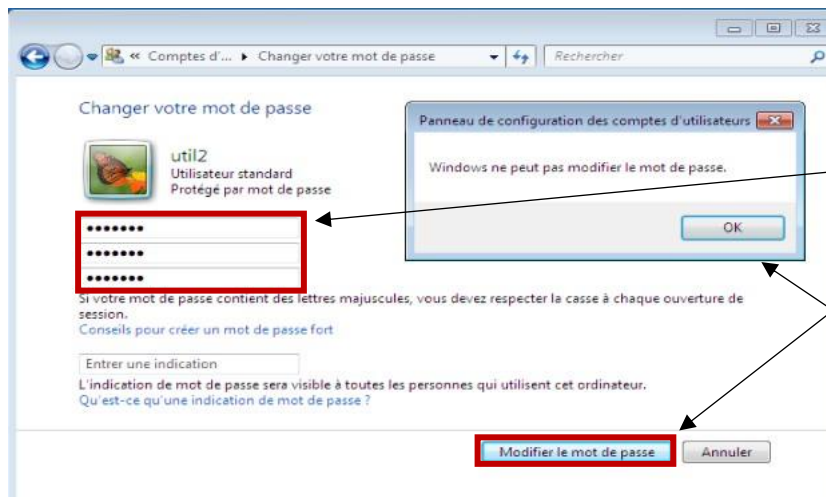 « Comptes d'... ▸ Changer votre mot de passe
Rechercher
Changer votre mot de passe
util2
Utilisateur standard
Protégé par mot de passe
Panneau de configuration des comptes d'utilisateurs
Windows ne peut pas modifier le mot de passe.
OK
•••••••
•••••••
•••••••
Si votre mot de passe contient des lettres majuscules, vous devez respecter la casse à chaque ouverture de
session.
Conseils pour créer un mot de passe fort
Entrer une indication
L'indication de mot de passe sera visible à toutes les personnes qui utilisent cet ordinateur.
Qu'est-ce qu'une indication de mot de passe ?
Modifier le mot de passe
Annuler